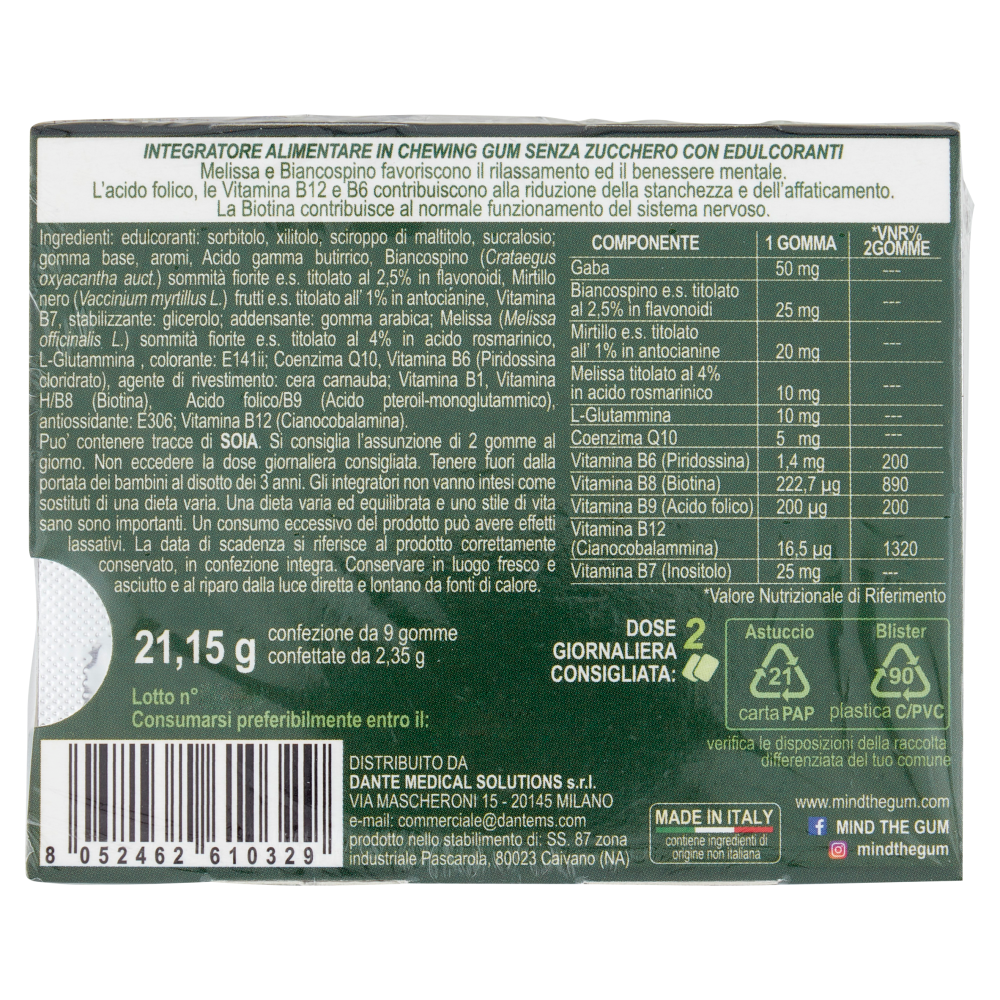 INTEGRATORE ALIMENTARE IN CHEWING GUM SENZA ZUCCHERO CON EDULCORANTI
Melissa e Biancospino favoriscono il rilassamento ed il benessere mentale.
L'acido folico, le Vitamina B12 e B6 contribuiscono alla riduzione della stanchezza e dell'affaticamento.
La Biotina contribuisce al normale funzionamento del sistema nervoso.
Ingredienti: edulcoranti: sorbitolo, xilitolo, sciroppo di maltitolo, sucralosio;
gomma base, aromi, Acido gamma butirrico, Biancospino (Crataegus
oxyacantha auct.) sommità fiorite e.s. titolato al 2,5% in flavonoidi, Mirtillo
nero (Vaccinium myrtillus L.) frutti e.s. titolato all' 1% in antocianine, Vitamina
B7, stabilizzante: glicerolo; addensante: gomma arabica; Melissa (Melissa
officinalis L.) sommità fiorite e.s. titolato al 4% in acido rosmarinico,
L-Glutammina , colorante: E141ii; Coenzima Q10, Vitamina B6 (Piridossina
cloridrato), agente di rivestimento: cera carnauba; Vitamina B1, Vitamina
H/B8 (Biotina), Acido folico/B9 (Acido pteroil-monoglutammico),
antiossidante: E306; Vitamina B12 (Cianocobalamina).
Puo' contenere tracce di SOIA. Si consiglia l'assunzione di 2 gomme al
giorno. Non eccedere la dose giornaliera consigliata. Tenere fuori dalla
portata dei bambini al disotto dei 3 anni. Gli integratori non vanno intesi come
sostituti di una dieta varia. Una dieta varia ed equilibrata e uno stile di vita
sano sono importanti. Un consumo eccessivo del prodotto può avere effetti
lassativi. La data di scadenza si riferisce al prodotto correttamente
conservato, in confezione integra. Conservare in luogo fresco e
asciutto e al riparo dalla luce diretta e lontano da fonti di calore.
COMPONENTE 1 GOMMA *VNR% 2GOMME
Gaba 50 mg ---
Biancospino e.s. titolato
al 2,5% in flavonoidi 25 mg ---
Mirtillo e.s. titolato
all' 1% in antocianine 20 mg ---
Melissa titolato al 4%
in acido rosmarinico 10 mg ---
L-Glutammina 10 mg ---
Coenzima Q10 5 mg ---
Vitamina B6 (Piridossina) 1,4 mg 200
Vitamina B8 (Biotina) 222,7 µg 890
Vitamina B9 (Acido folico) 200 µg 200
Vitamina B12
(Cianocobalammina) 16,5 µg 1320
Vitamina B7 (Inositolo) 25 mg ---
*Valore Nutrizionale di Riferimento
21,15 g confezione da 9 gomme
confettate da 2,35 g
Lotto n°
Consumarsi preferibilmente entro il:
DOSE 2
GIORNALIERA
CONSIGLIATA:
Astuccio Blister
21 90
carta PAP plastica C/PVC
verifica le disposizioni della raccolta
differenziata del tuo comune
8 052462 610329
DISTRIBUITO DA
DANTE MEDICAL SOLUTIONS s.r.l.
VIA MASCHERONI 15 - 20145 MILANO
e-mail: commerciale@dantems.com
prodotto nello stabilimento di: SS. 87 zona
industriale Pascarola, 80023 Caivano (NA)
MADE IN ITALY
contiene ingredienti di
origine non italiana
www.mindthegum.com
f MIND THE GUM
mindthegum